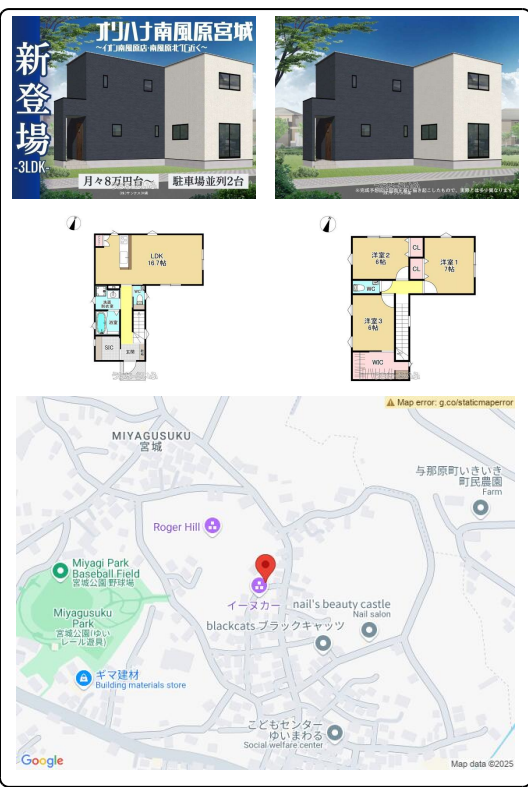 オリハナ南風原宮城
～イオン南風原店・南風原北ICに近く～
新登場
-3LDK-
月々8万円台～
駐車場並列2台
LDK
16.7帖
WC
浴室
SIC
玄関
洋室2
6帖
CL
CL
洋室1
7帖
WC
洋室3
6帖
WIC
Map error: g.co/staticmaperror
MIYAGUSUKU
宮城
与那原町いきいき
町民農園
Farm
Roger Hill
Miyagi Park
Baseball Field
宮城公園 野球場
イーヌカー
nail's beauty castle
Nail salon
Miyagusuku
Park
宮城公園(ゆい
レール遊具)
blackcats ブラックキャッツ
ギマ建材
Building materials store
こどもセンター
ゆいまわる
Social welfare center
Google
Map data ©2025